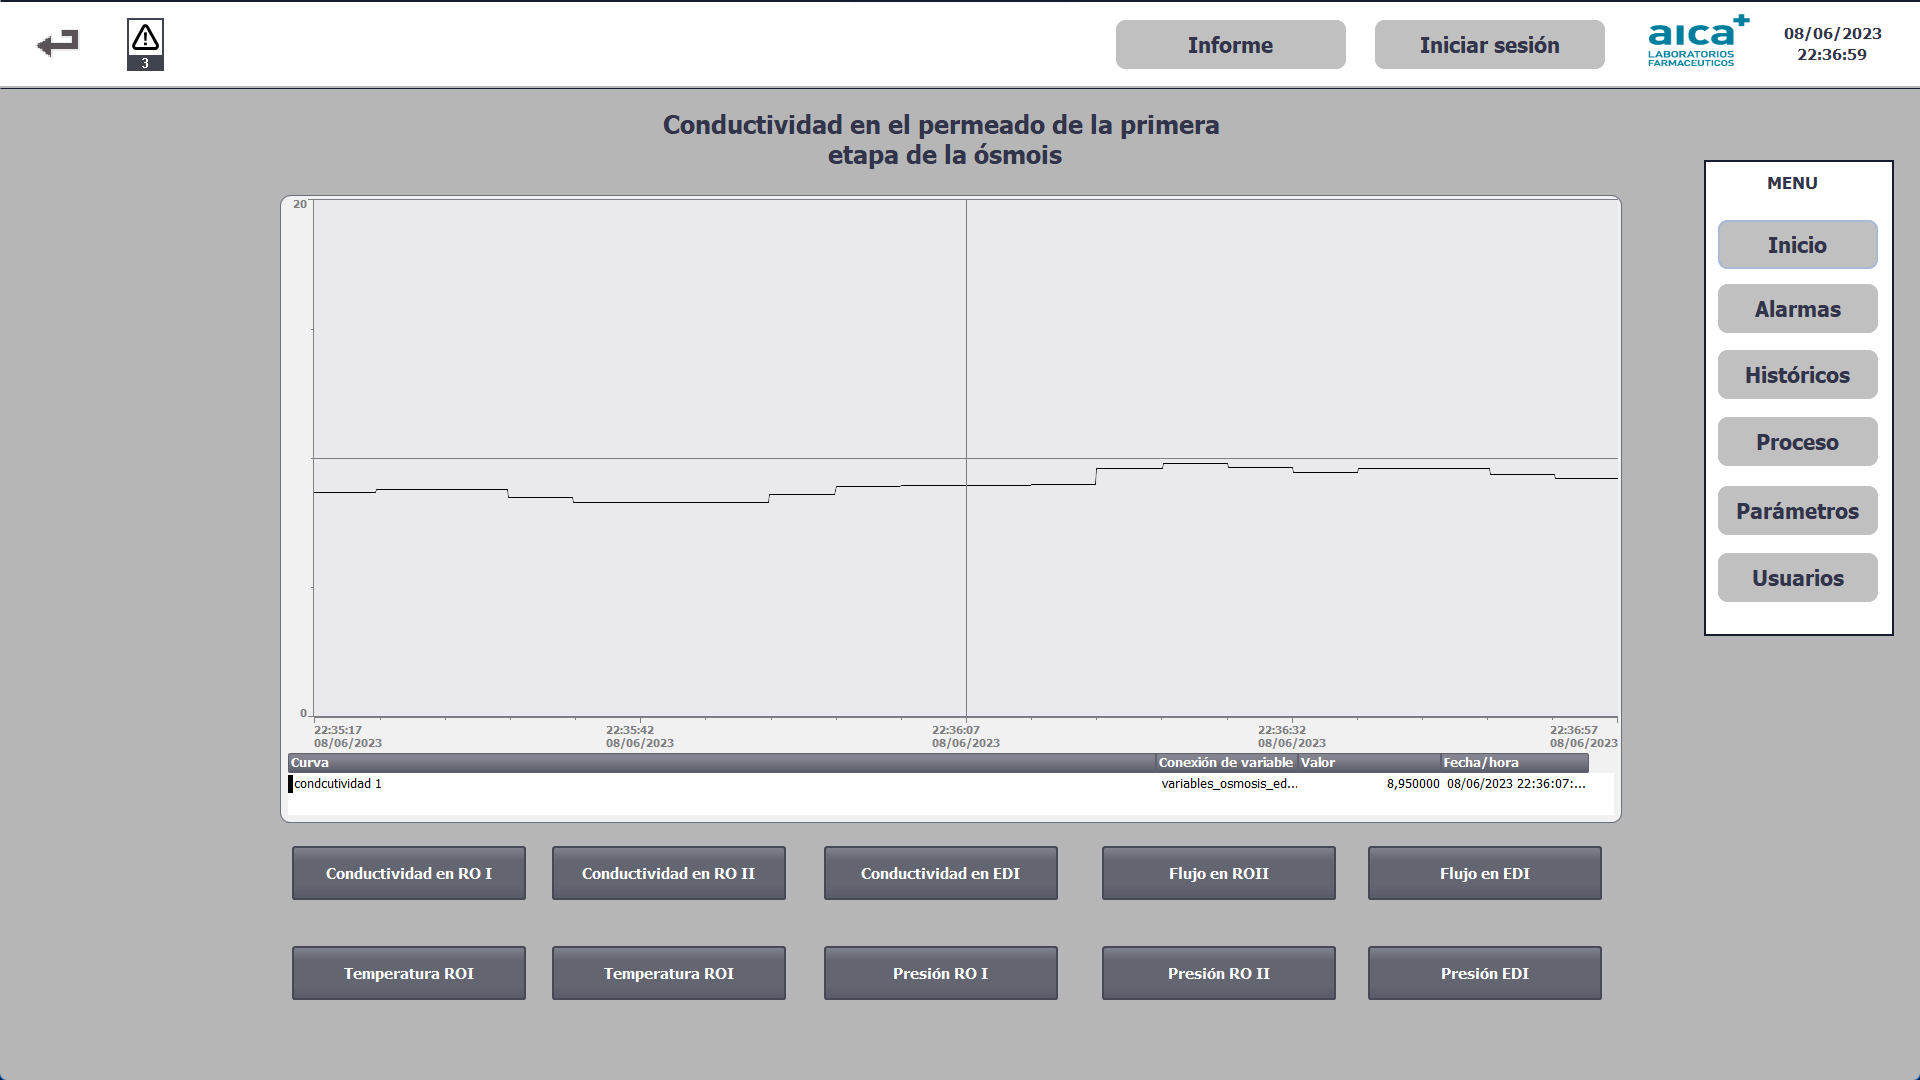 3
Informe
Iniciar sesión
aica+
LABORATORIOS
FARMACEUTICOS
08/06/2023
22:36:59
Conductividad en el permeado de la primera
etapa de la ósmois
MENU
Inicio
Alarmas
Históricos
Proceso
Parámetros
Usuarios
20
0
22:35:17 22:35:42 22:36:07 22:36:32 22:36:57
08/06/2023 08/06/2023 08/06/2023 08/06/2023 08/06/2023
Curva Conexión de variable Valor Fecha/hora
condcutividad 1 variables_osmosis_ed... 8,950000 08/06/2023 22:36:07:...
Conductividad en RO I Conductividad en RO II Conductividad en EDI Flujo en ROII Flujo en EDI
Temperatura ROI Temperatura ROI Presión RO I Presión RO II Presión EDI